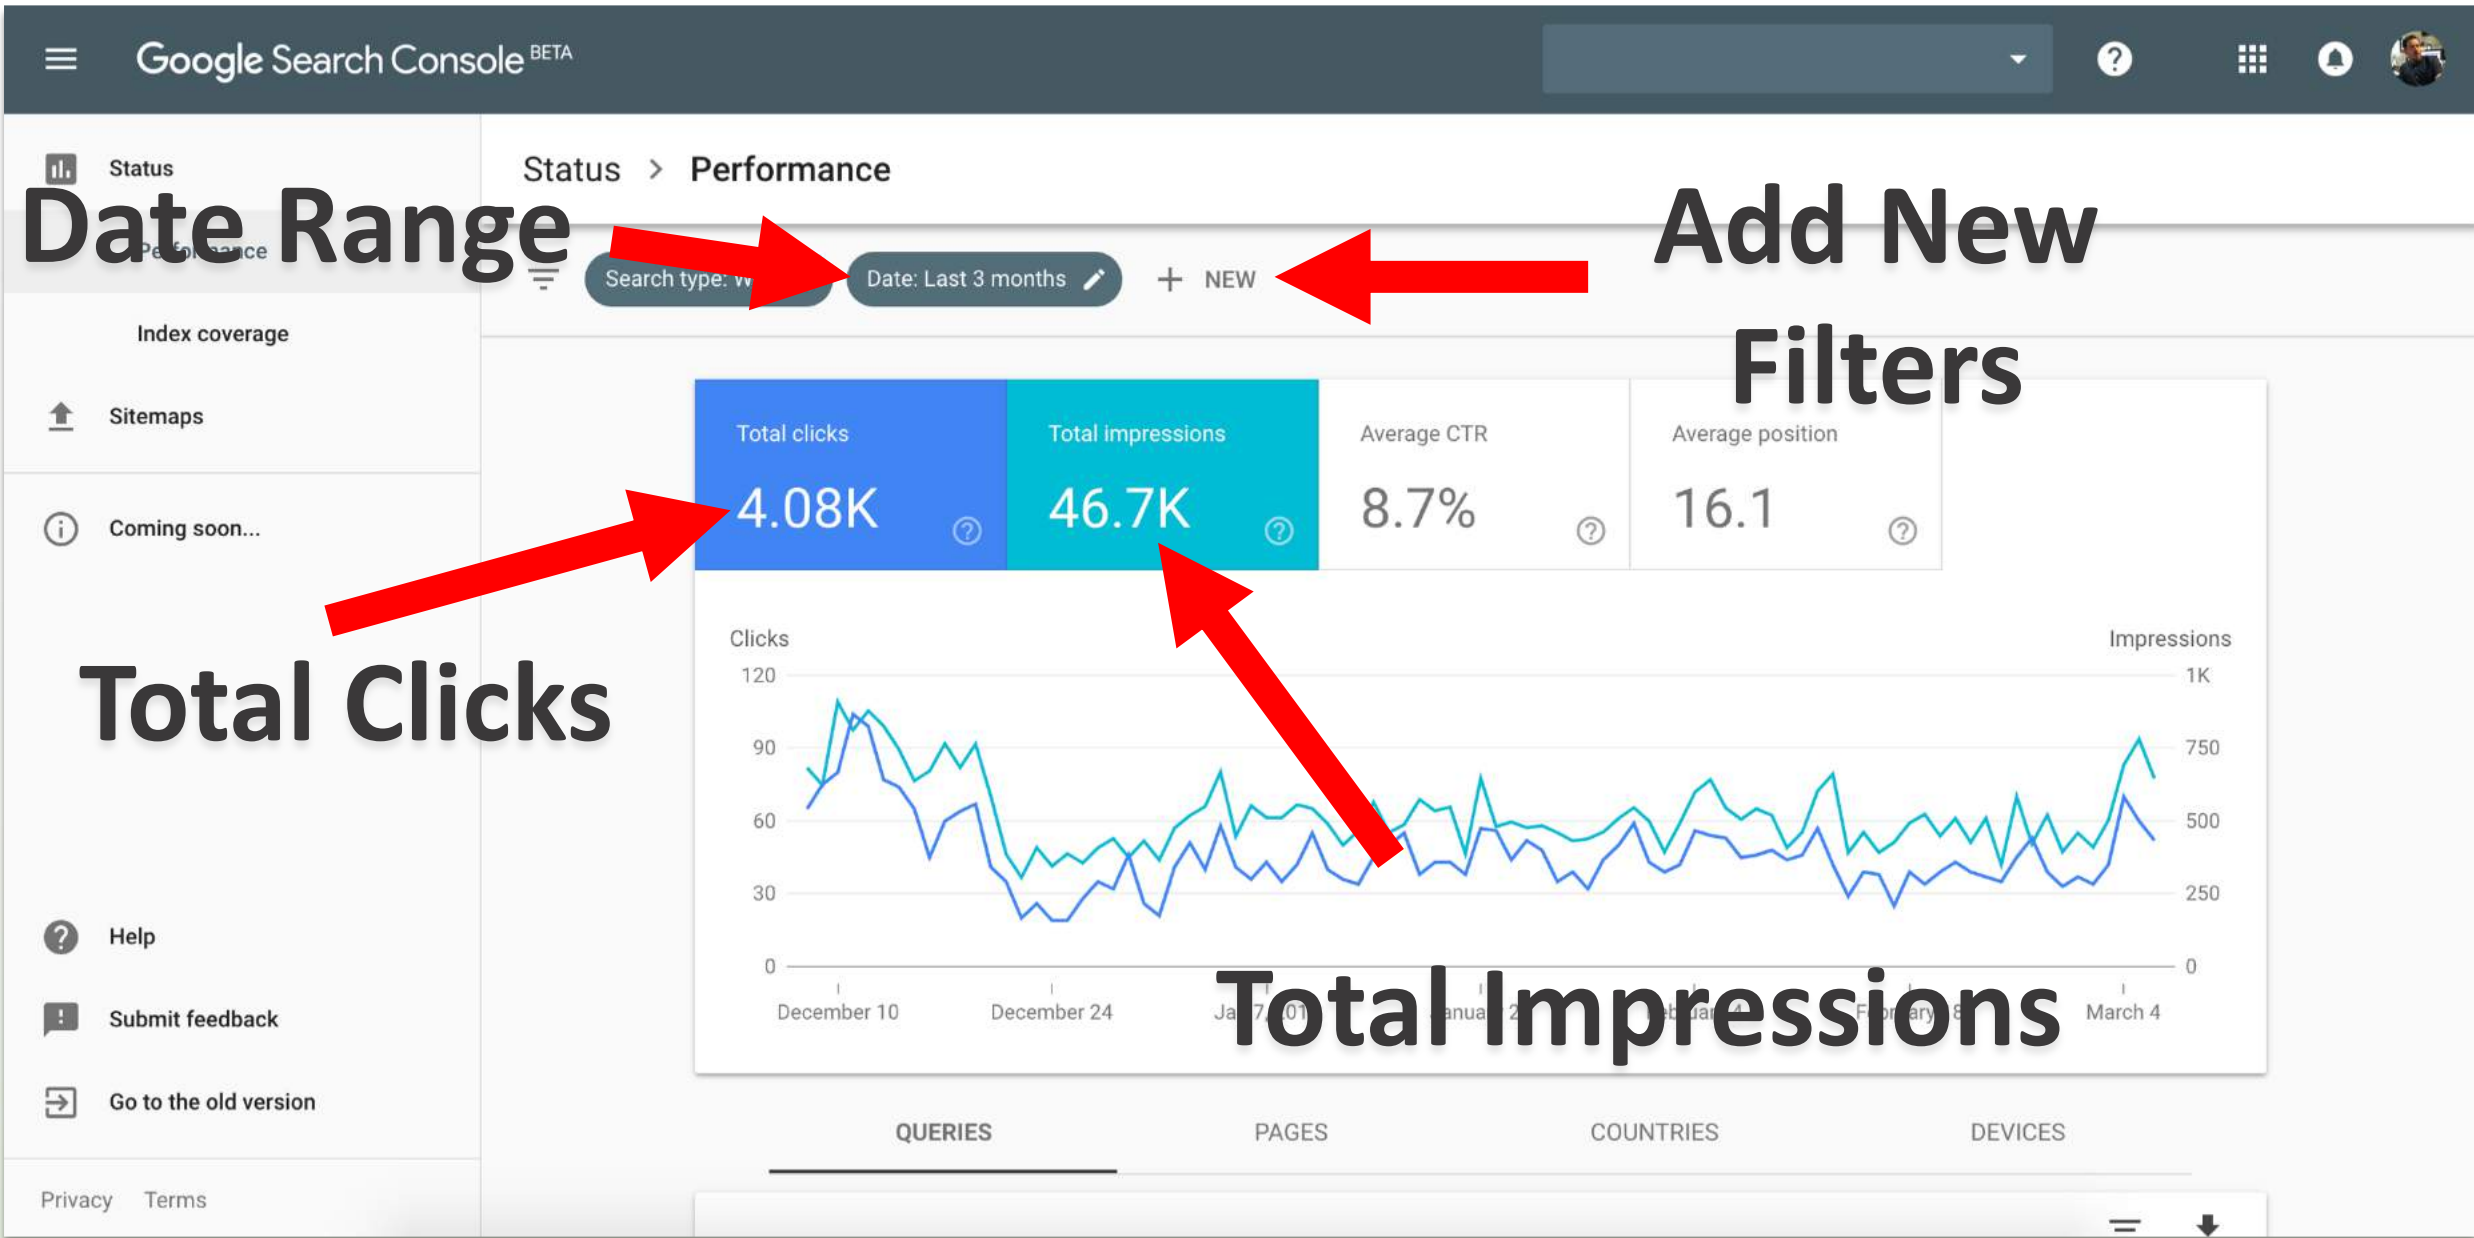 Google Search Console BETA
Status
Status > Performance
Date Range
Add New
Filters
Performance
Search type:
Date: Last 3 months
+ NEW
Index coverage
Sitemaps
Coming soon...
Total clicks
4.08K
Total impressions
46.7K
Average CTR
8.7%
Average position
16.1
Total Clicks
Clicks
Impressions
120
90
60
30
0
1K
750
500
250
0
December 10
December 24
March 4
Total Impressions
Help
Submit feedback
Go to the old version
Privacy
Terms
QUERIES
PAGES
COUNTRIES
DEVICES